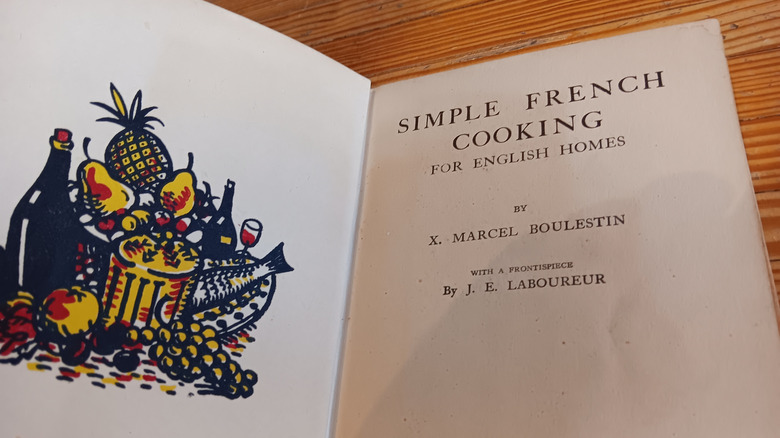 SIMPLE FRENCH
COOKING
FOR ENGLISH HOMES
BY
X. MARCEL BOULESTIN
WITH A FRONTISPIECE
By J. E. LABOUREUR